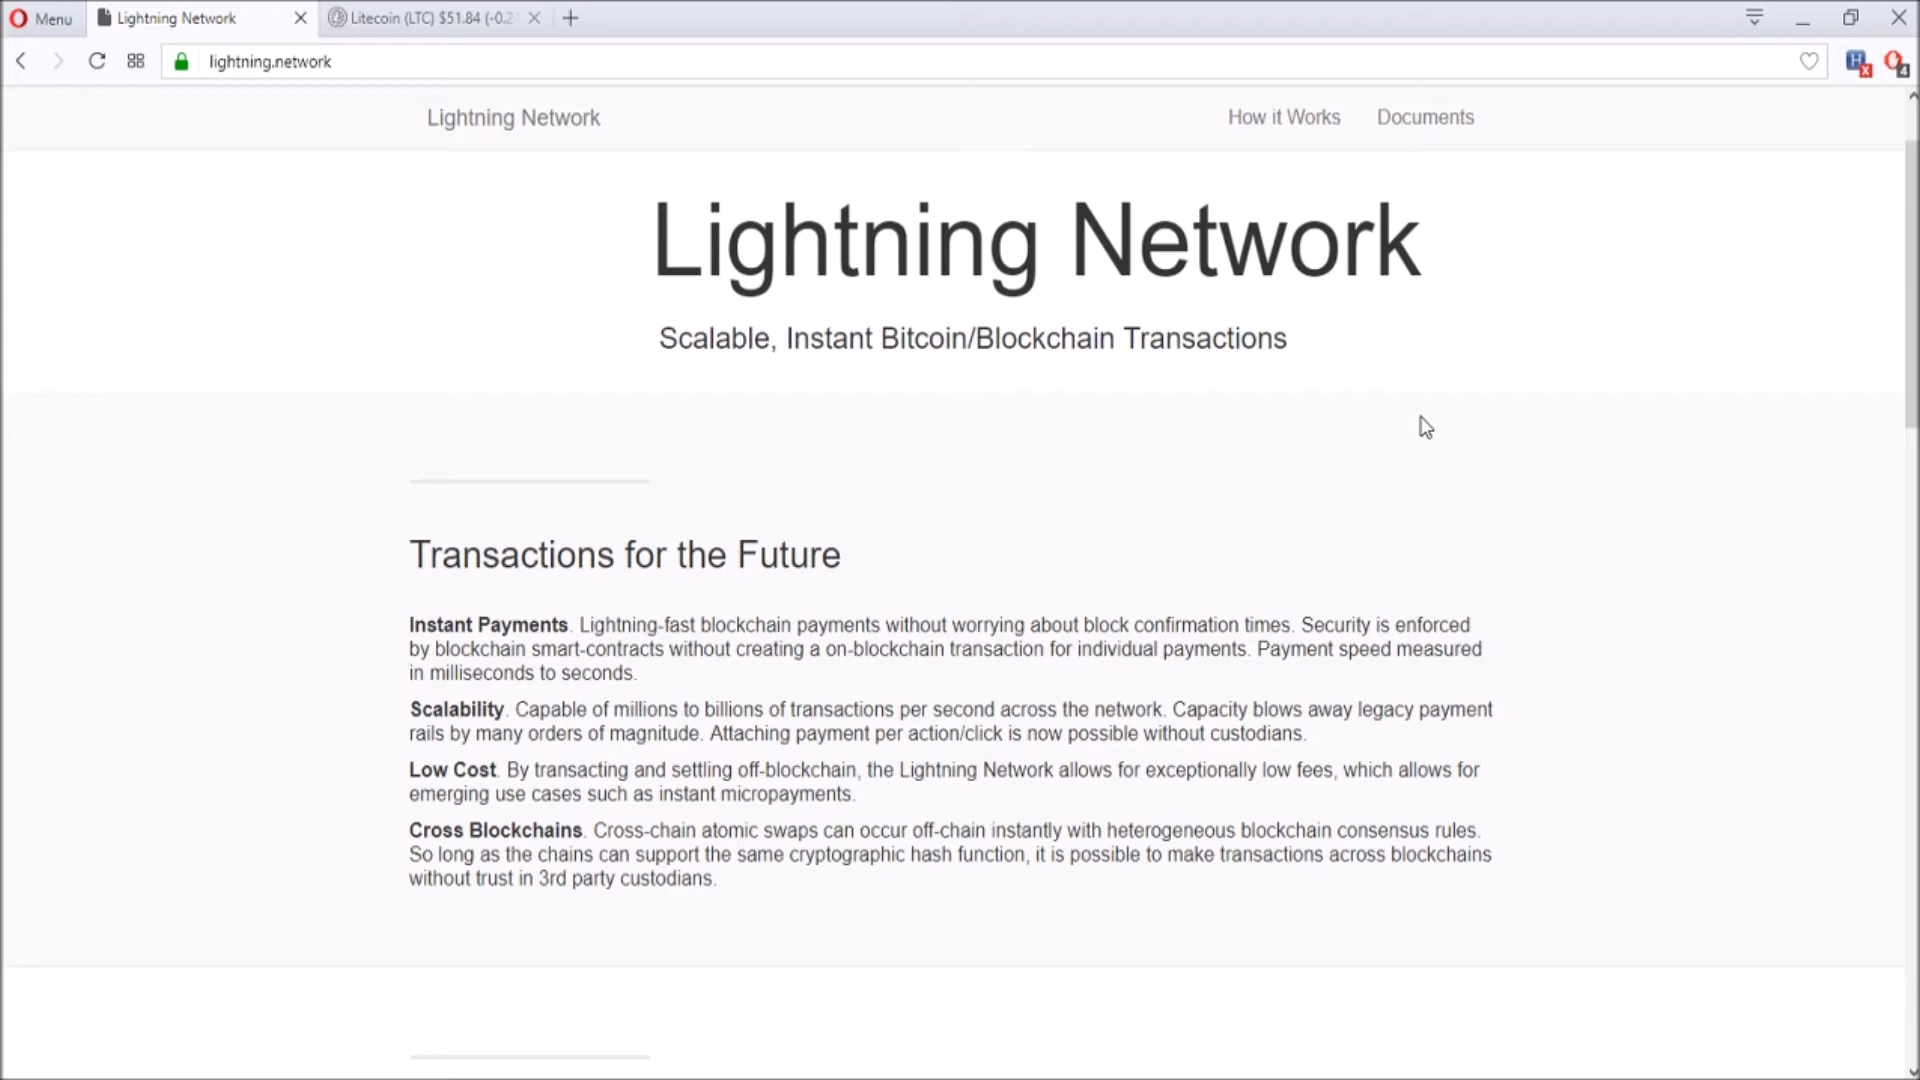 Menu
Lightning Network
Litecoin (LTC) $51.84 (-0.2
lightning.network
Lightning Network
How it Works
Documents
Lightning Network
Scalable, Instant Bitcoin/Blockchain Transactions
Transactions for the Future
Instant Payments. Lightning-fast blockchain payments without worrying about block confirmation times. Security is enforced
by blockchain smart-contracts without creating a on-blockchain transaction for individual payments. Payment speed measured
in milliseconds to seconds.
Scalability. Capable of millions to billions of transactions per second across the network. Capacity blows away legacy payment
rails by many orders of magnitude. Attaching payment per action/click is now possible without custodians.
Low Cost. By transacting and settling off-blockchain, the Lightning Network allows for exceptionally low fees, which allows for
emerging use cases such as instant micropayments.
Cross Blockchains. Cross-chain atomic swaps can occur off-chain instantly with heterogeneous blockchain consensus rules.
So long as the chains can support the same cryptographic hash function, it is possible to make transactions across blockchains
without trust in 3rd party custodians.